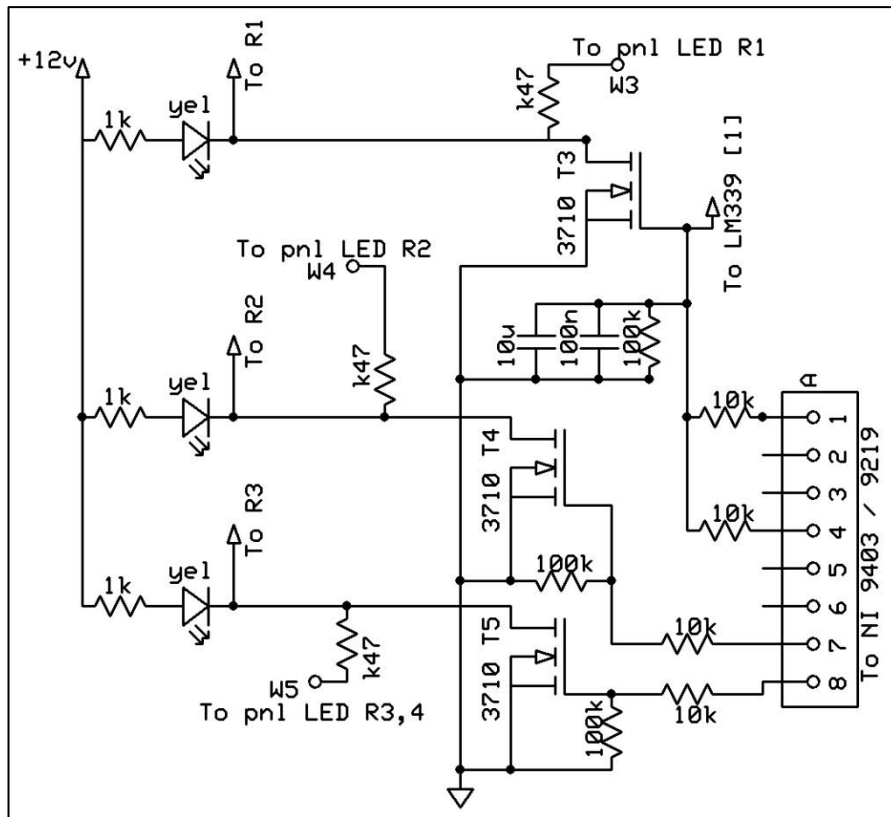 To pnl LED R1
W3
+12v
To R1
k47
1k
yel
T3
3710
To LM339 [1]
To pnl LED R2
W4
To R2
10u
100n
100k
k47
1k
yel
A
10k
1
2
3
10k
4
5
6
7
8
To NI 9403 / 9219
T4
3710
To R3
100k
1k
yel
T5
3710
10k
k47
W5
To pnl LED R3,4
100k
10k